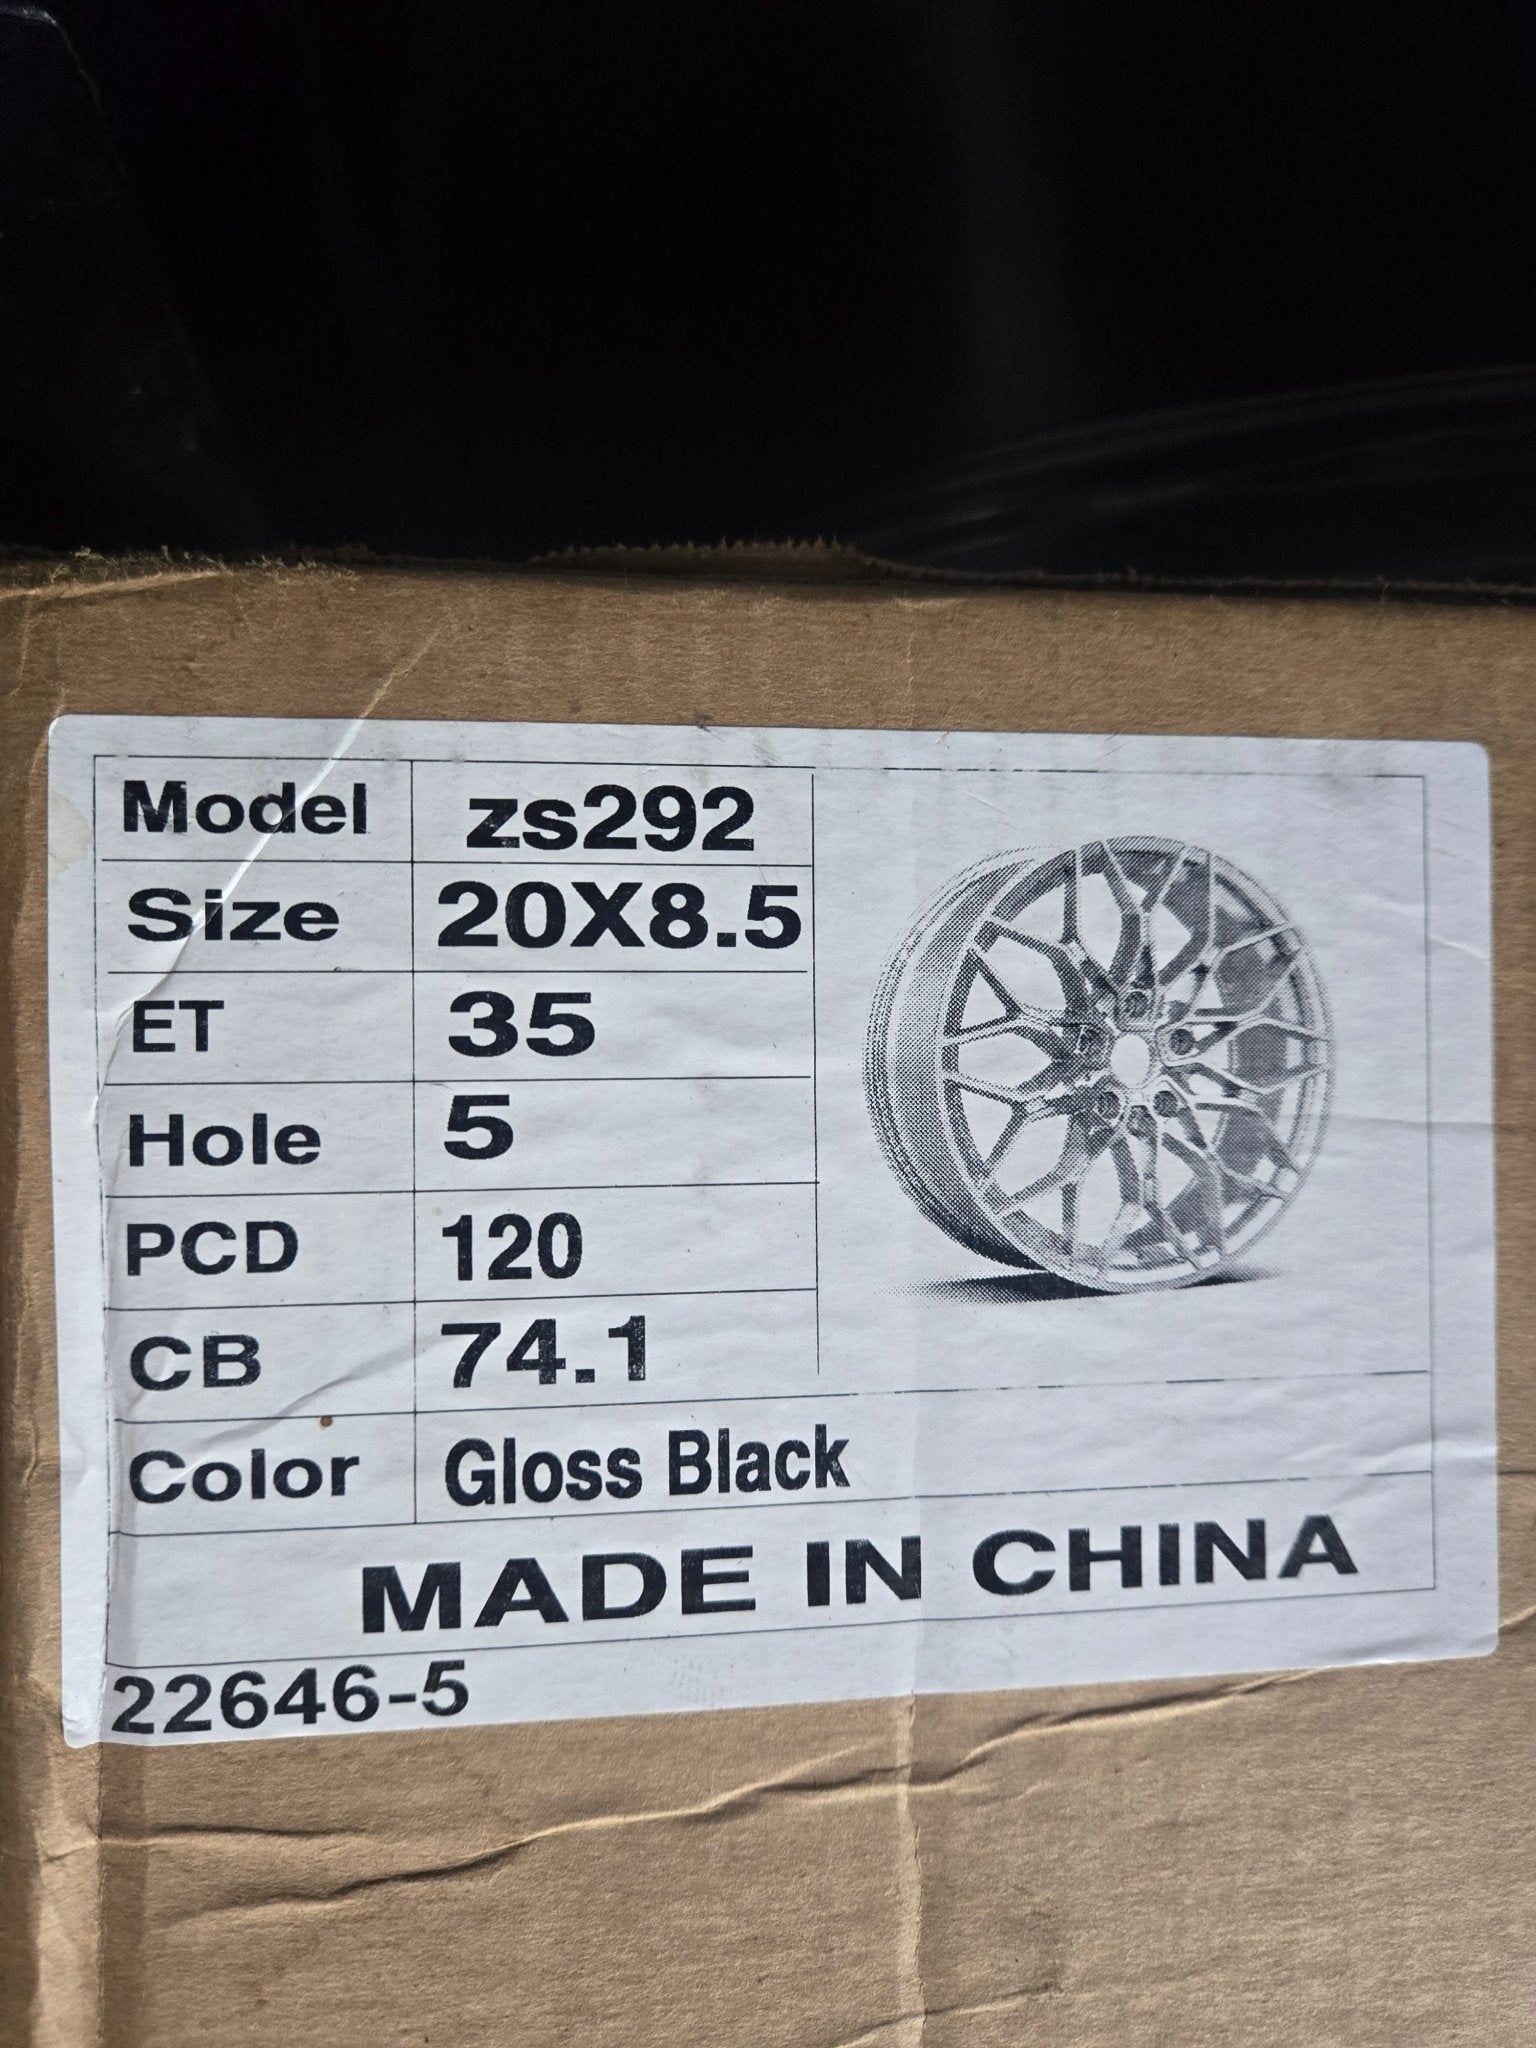 Model zs292
Size 20X8.5
ET 35
Hole 5
PCD 120
CB 74.1
Color Gloss Black
MADE IN CHINA
22646-5